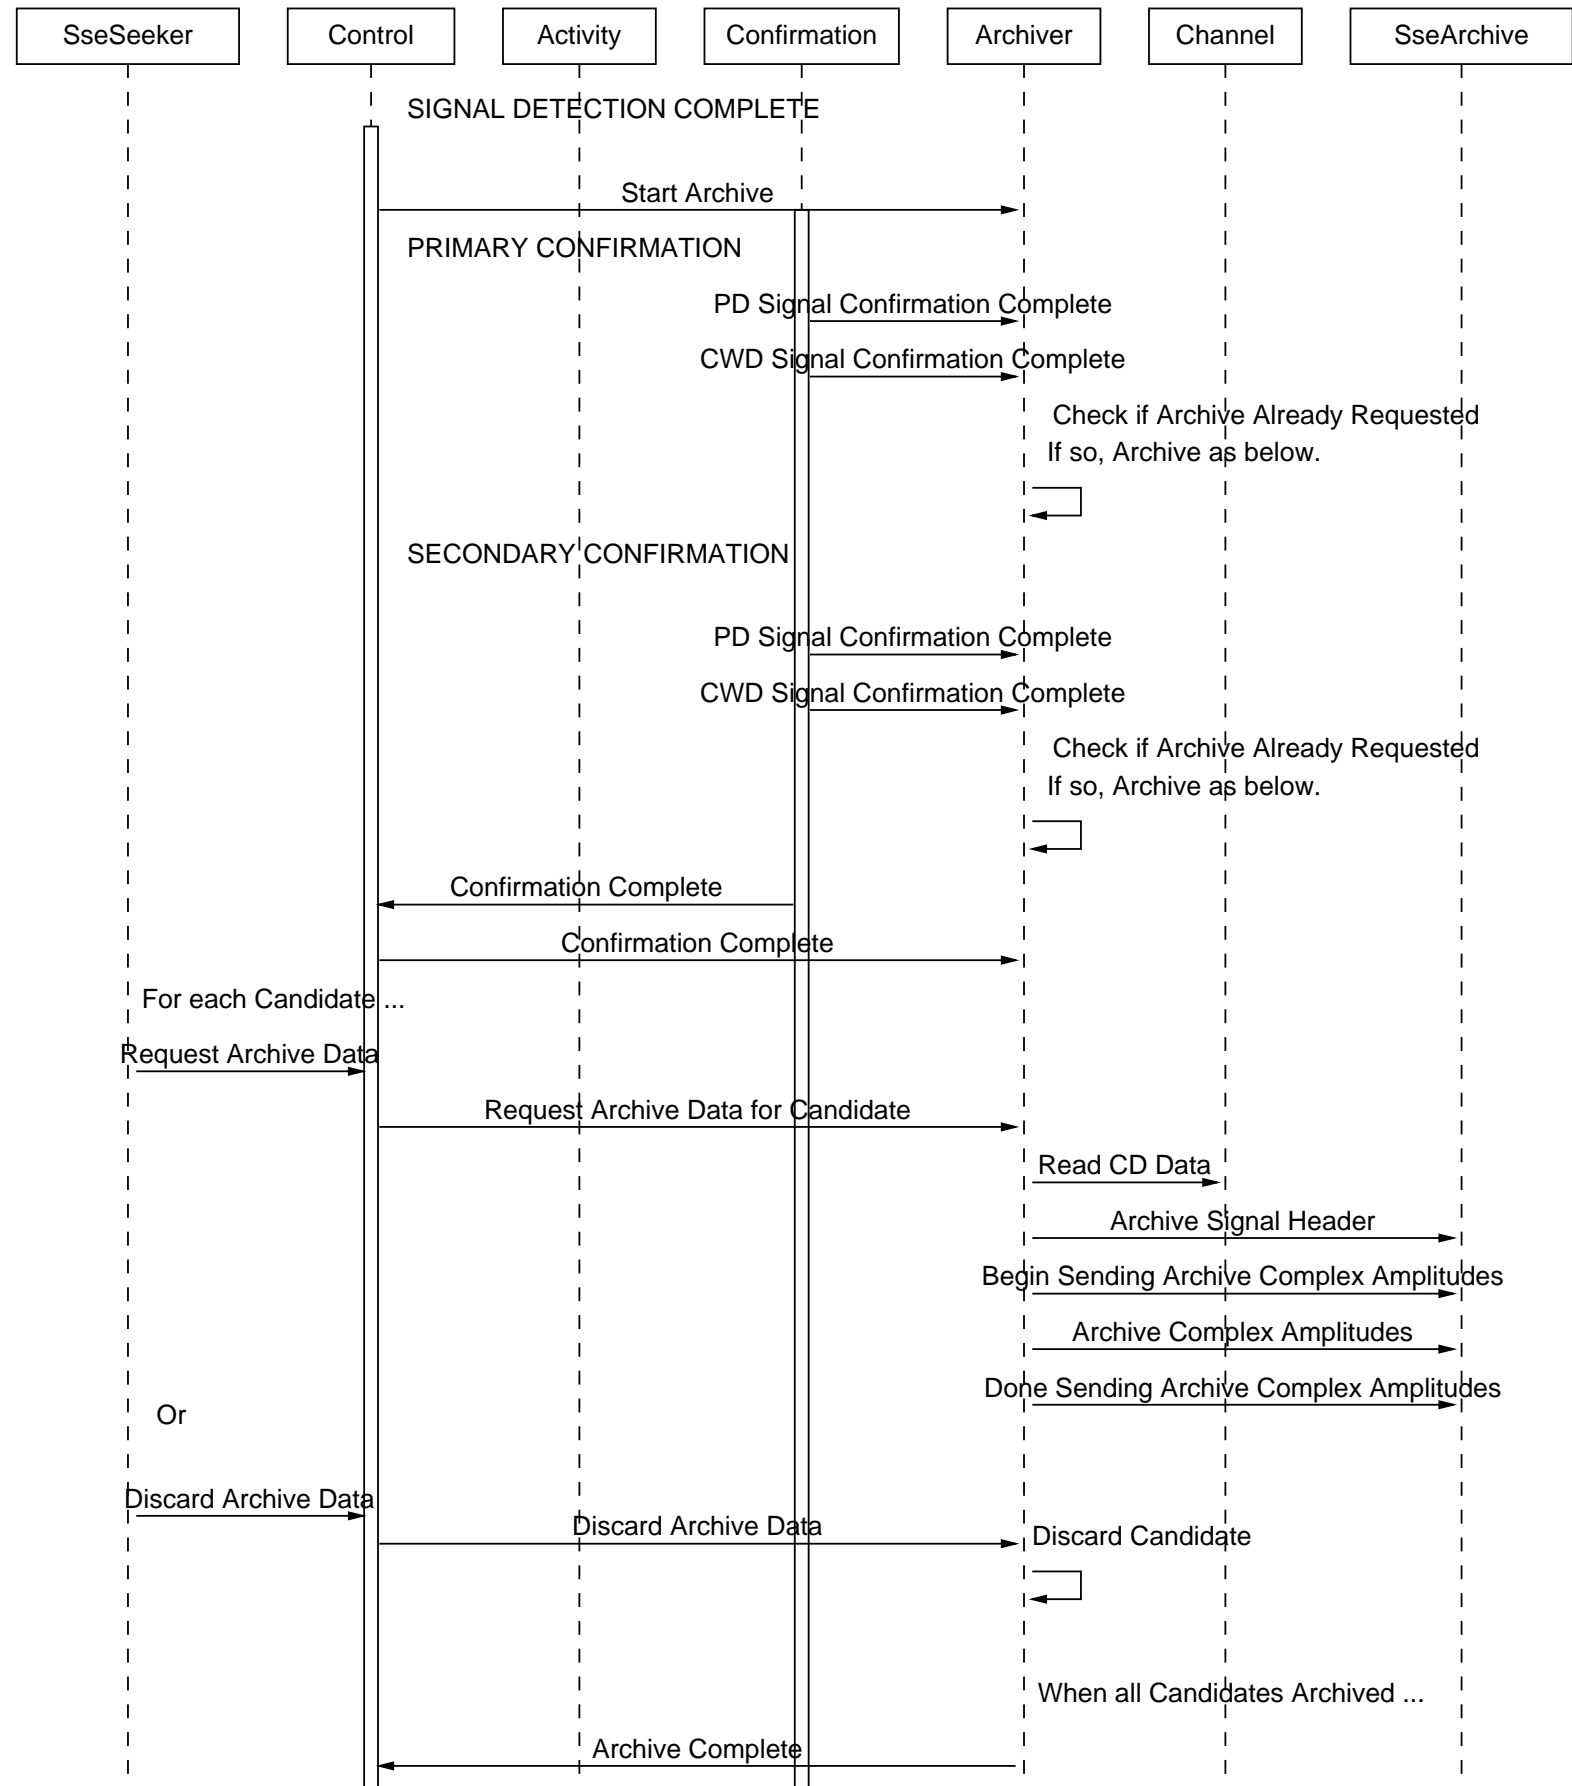 SseSeeker
Control
Activity
Confirmation
Archiver
Channel
SseArchive
SIGNAL DETECTION COMPLETE
Start Archive
PRIMARY CONFIRMATION
PD Signal Confirmation Complete
CWD Signal Confirmation Complete
Check if Archive Already Requested
If so, Archive as below.
SECONDARY CONFIRMATION
PD Signal Confirmation Complete
CWD Signal Confirmation Complete
Check if Archive Already Requested
If so, Archive as below.
Confirmation Complete
Confirmation Complete
For each Candidate ...
Request Archive Data
Request Archive Data for Candidate
Read CD Data
Archive Signal Header
Begin Sending Archive Complex Amplitudes
Archive Complex Amplitudes
Done Sending Archive Complex Amplitudes
Or
Discard Archive Data
Discard Archive Data
Discard Candidate
When all Candidates Archived ...
Archive Complete